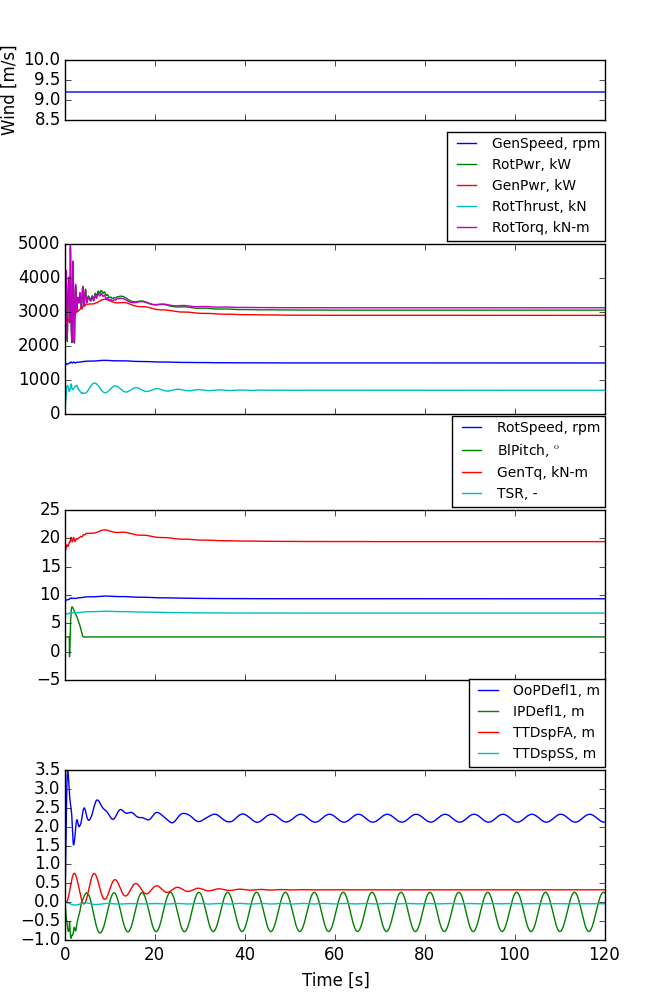 Wind [m/s]
10.0
9.5
9.0
8.5
GenSpeed, rpm
RotPwr, kW
GenPwr, kW
RotThrust, kN
RotTorq, kN-m
5000
4000
3000
2000
1000
0
RotSpeed, rpm
BlPitch, °
GenTq, kN-m
TSR, -
25
20
15
10
5
0
−5
OoPDefl1, m
IPDefl1, m
TTDspFA, m
TTDspSS, m
3.5
3.0
2.5
2.0
1.5
1.0
0.5
0.0
−0.5
−1.0
0 20 40 60 80 100 120
Time [s]